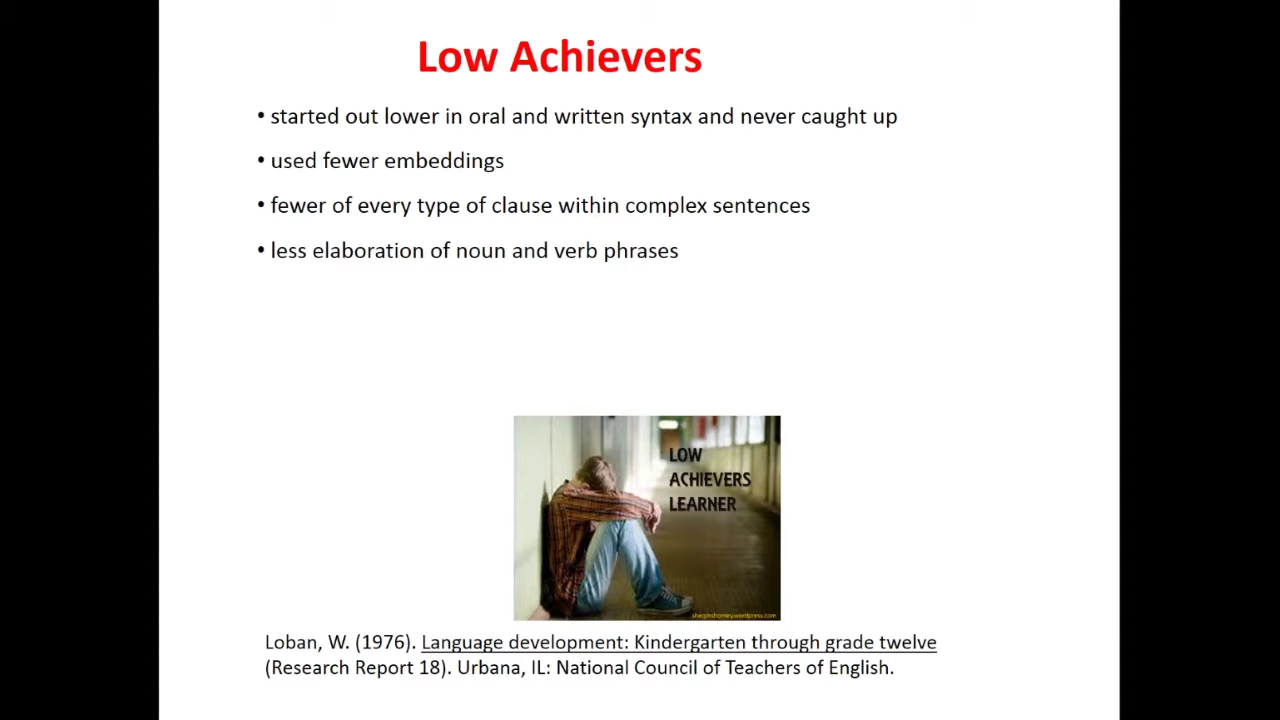 Low Achievers
• started out lower in oral and written syntax and never caught up
• used fewer embeddings
• fewer of every type of clause within complex sentences
• less elaboration of noun and verb phrases
LOW
ACHIEVERS
LEARNER
Loban, W. (1976). Language development: Kindergarten through grade twelve
(Research Report 18). Urbana, IL: National Council of Teachers of English.